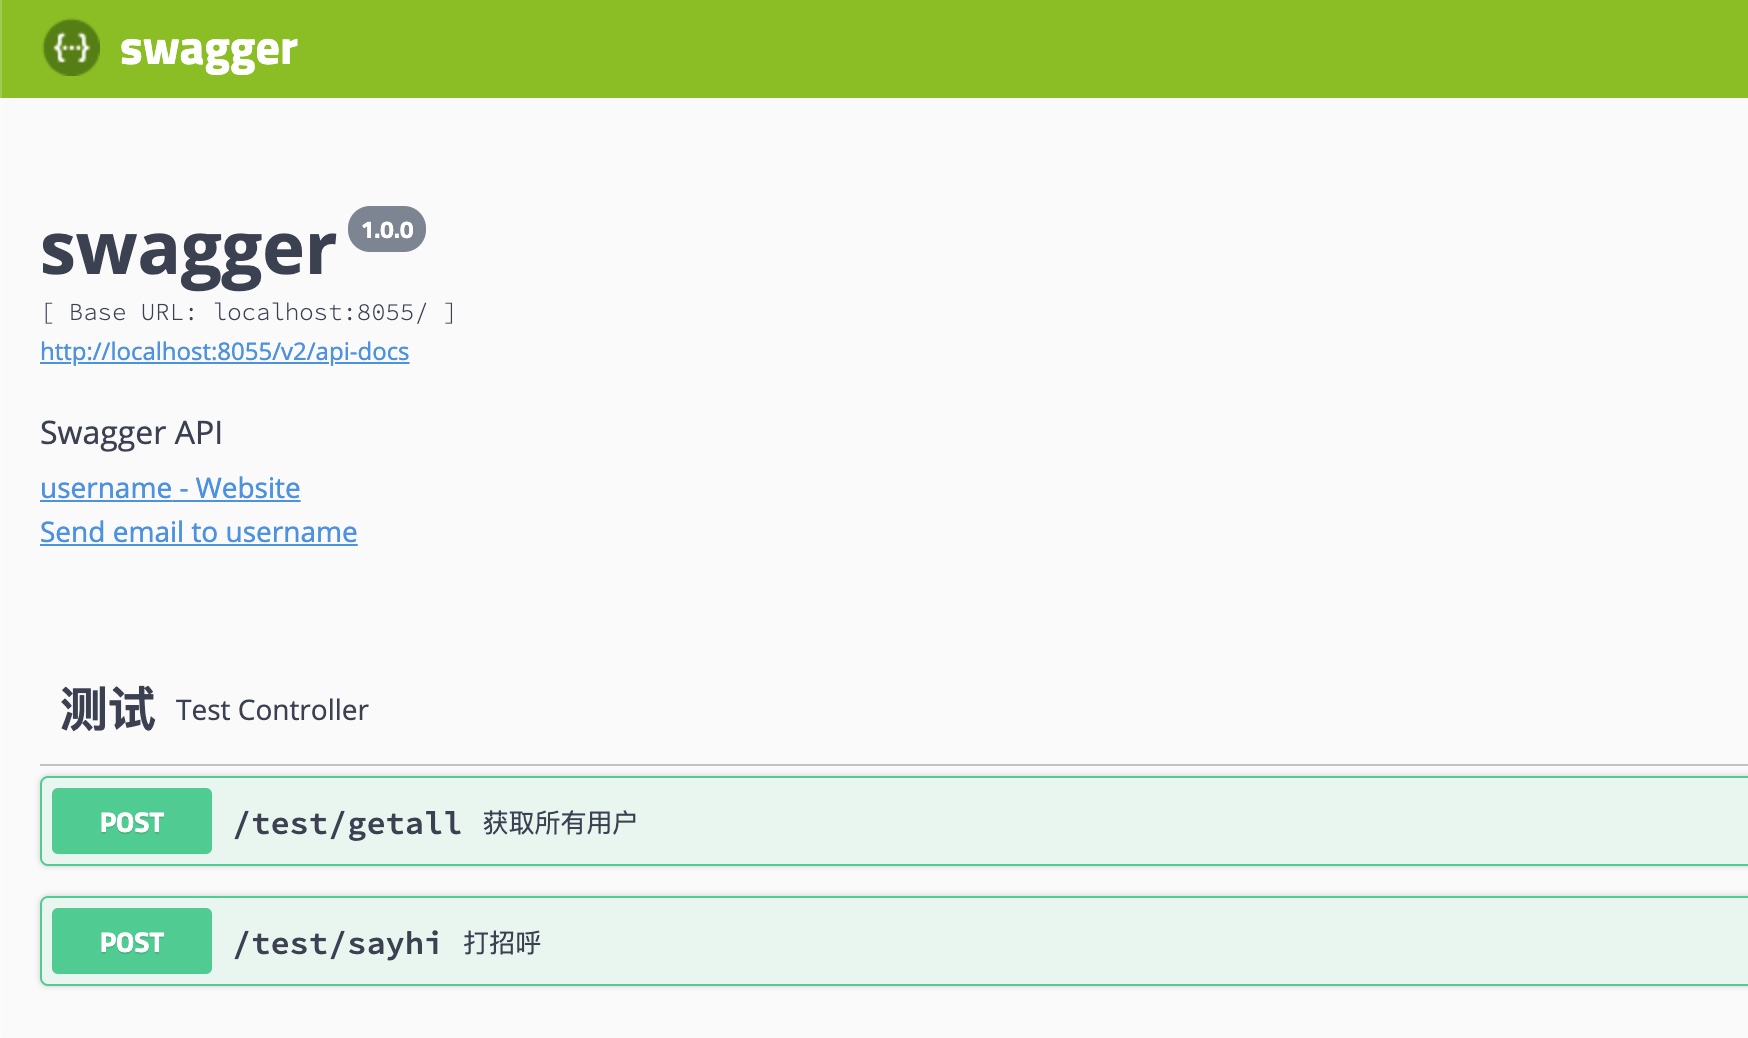 {···} swagger
swagger 1.0.0
[ Base URL: localhost:8055/ ]
http://localhost:8055/v2/api-docs
Swagger API
username - Website
Send email to username
测试 Test Controller
POST /test/getall 获取所有用户
POST /test/sayhi 打招呼